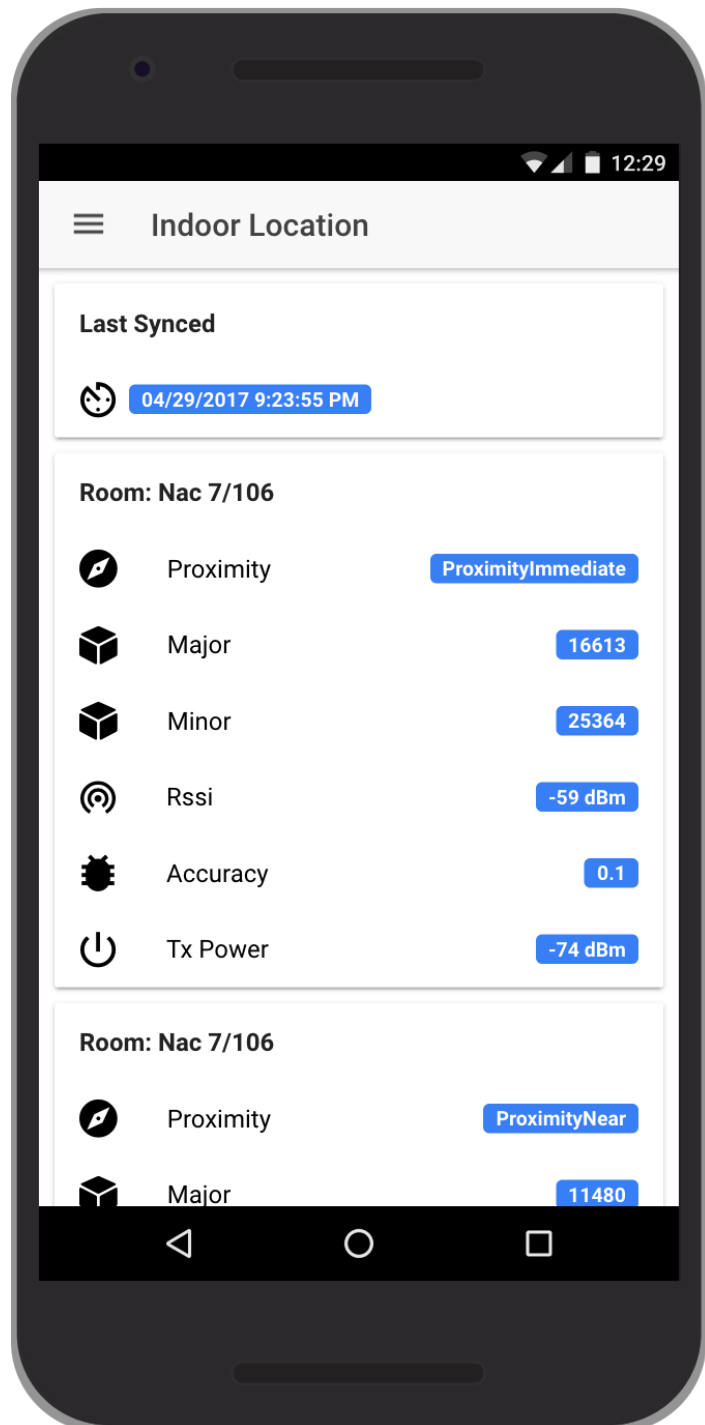 12:29
Indoor Location
Last Synced
04/29/2017 9:23:55 PM
Room: Nac 7/106
Proximity ProximityImmediate
Major 16613
Minor 25364
Rssi -59 dBm
Accuracy 0.1
Tx Power -74 dBm
Room: Nac 7/106
Proximity ProximityNear
Major 11480